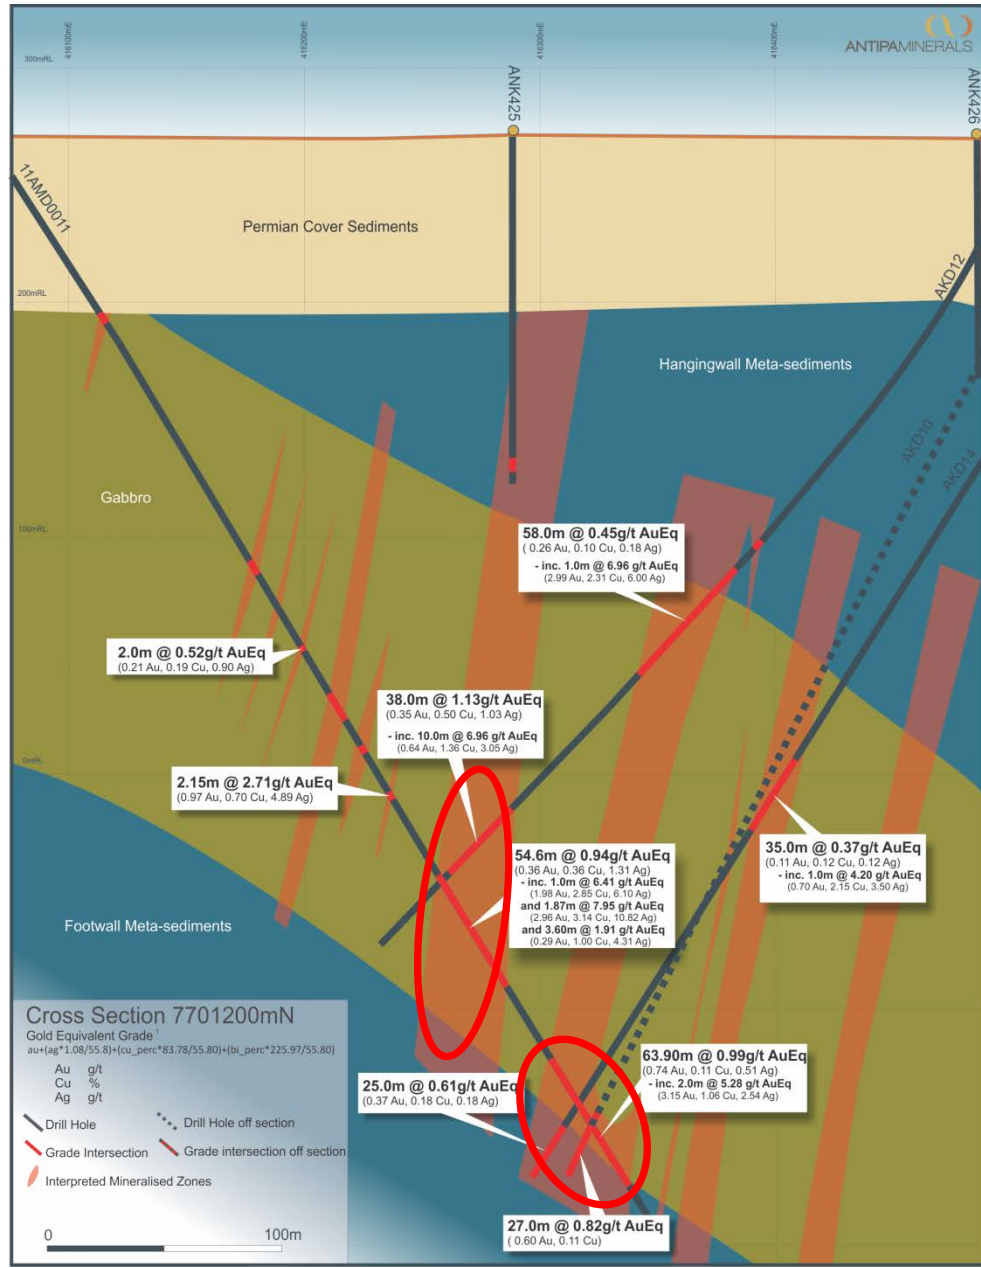 416100mE
416200mE
416300mE
416400mE
ANTIPAMINERALS
300mRL
ANK425
ANK426
11AMD0011
Permian Cover Sediments
AKD12
200mRL
Hangingwall Meta-sediments
AKD10
AKD14
Gabbro
100mRL
58.0m @ 0.45g/t AuEq
( 0.26 Au, 0.10 Cu, 0.18 Ag)
- inc. 1.0m @ 6.96 g/t AuEq
(2.99 Au, 2.31 Cu, 6.00 Ag)
2.0m @ 0.52g/t AuEq
(0.21 Au, 0.19 Cu, 0.90 Ag)
38.0m @ 1.13g/t AuEq
(0.35 Au, 0.50 Cu, 1.03 Ag)
- inc. 10.0m @ 6.96 g/t AuEq
(0.64 Au, 1.36 Cu, 3.05 Ag)
0mRL
2.15m @ 2.71g/t AuEq
(0.97 Au, 0.70 Cu, 4.89 Ag)
54.6m @ 0.94g/t AuEq
(0.36 Au, 0.36 Cu, 1.31 Ag)
- inc. 1.0m @ 6.41 g/t AuEq
(1.98 Au, 2.85 Cu, 6.10 Ag)
and 1.87m @ 7.95 g/t AuEq
(2.96 Au, 3.14 Cu, 10.82 Ag)
and 3.60m @ 1.91 g/t AuEq
(0.29 Au, 1.00 Cu, 4.31 Ag)
35.0m @ 0.37g/t AuEq
(0.11 Au, 0.12 Cu, 0.12 Ag)
- inc. 1.0m @ 4.20 g/t AuEq
(0.70 Au, 2.15 Cu, 3.50 Ag)
Footwall Meta-sediments
63.90m @ 0.99g/t AuEq
(0.74 Au, 0.11 Cu, 0.51 Ag)
- inc. 2.0m @ 5.28 g/t AuEq
(3.15 Au, 1.06 Cu, 2.54 Ag)
25.0m @ 0.61g/t AuEq
(0.37 Au, 0.18 Cu, 0.18 Ag)
27.0m @ 0.82g/t AuEq
( 0.60 Au, 0.11 Cu)
Cross Section 7701200mN
Gold Equivalent Grade 1
au+(ag*1.08/55.8)+(cu_perc*83.78/55.80)+(bi_perc*225.97/55.80)
Au g/t
Cu %
Ag g/t
Drill Hole
Drill Hole off section
Grade Intersection
Grade intersection off section
Interpreted Mineralised Zones
0 100m